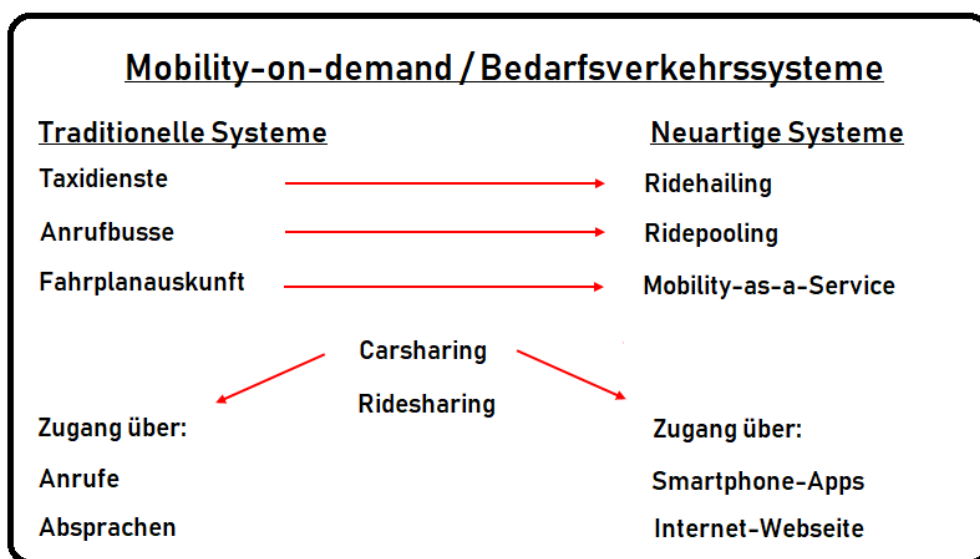 Mobility-on-demand / Bedarfsverkehrssysteme
Traditionelle Systeme
Neuartige Systeme
Taxidienste
Ridehailing
Anrufbusse
Ridepooling
Fahrplanauskunft
Mobility-as-a-Service
Carsharing
Ridesharing
Zugang über:
Zugang über:
Anrufe
Smartphone-Apps
Absprachen
Internet-Webseite